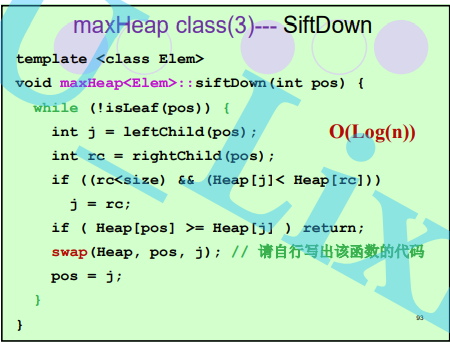 maxHeap class(3)--- SiftDown
template <class Elem>
void maxHeap<Elem>::siftDown(int pos) {
while (!isLeaf(pos)) {
int j = leftChild(pos);
O(Log(n))
int rc = rightChild(pos);
if ((rc<size) && (Heap[j]< Heap[rc]))
j = rc;
if ( Heap[pos] >= Heap[j] ) return;
swap(Heap, pos, j); // 请自行写出该函数的代码
pos = j;
}
}
93